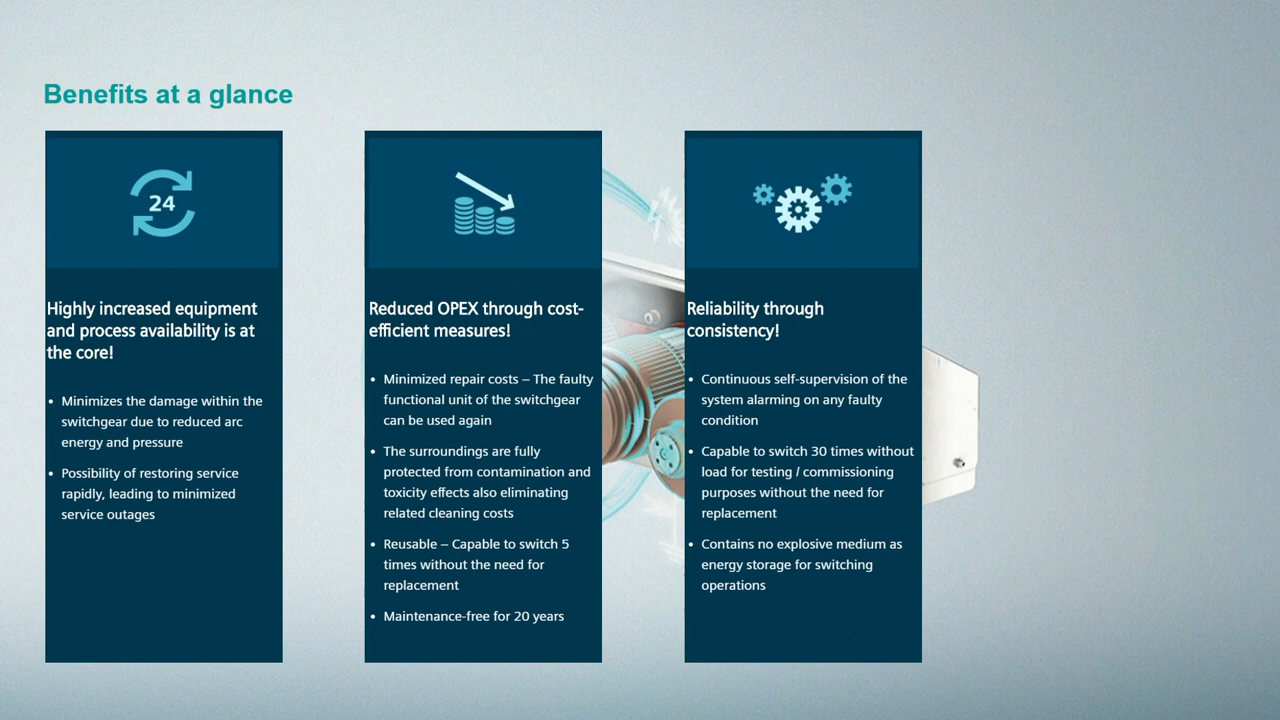 Benefits at a glance
24
Highly increased equipment
and process availability is at
the core!
• Minimizes the damage within the
switchgear due to reduced arc
energy and pressure
• Possibility of restoring service
rapidly, leading to minimized
service outages
Reduced OPEX through cost-
efficient measures!
• Minimized repair costs – The faulty
functional unit of the switchgear
can be used again
• The surroundings are fully
protected from contamination and
toxicity effects also eliminating
related cleaning costs
• Reusable – Capable to switch 5
times without the need for
replacement
• Maintenance-free for 20 years
Reliability through
consistency!
• Continuous self-supervision of the
system alarming on any faulty
condition
• Capable to switch 30 times without
load for testing / commissioning
purposes without the need for
replacement
• Contains no explosive medium as
energy storage for switching
operations